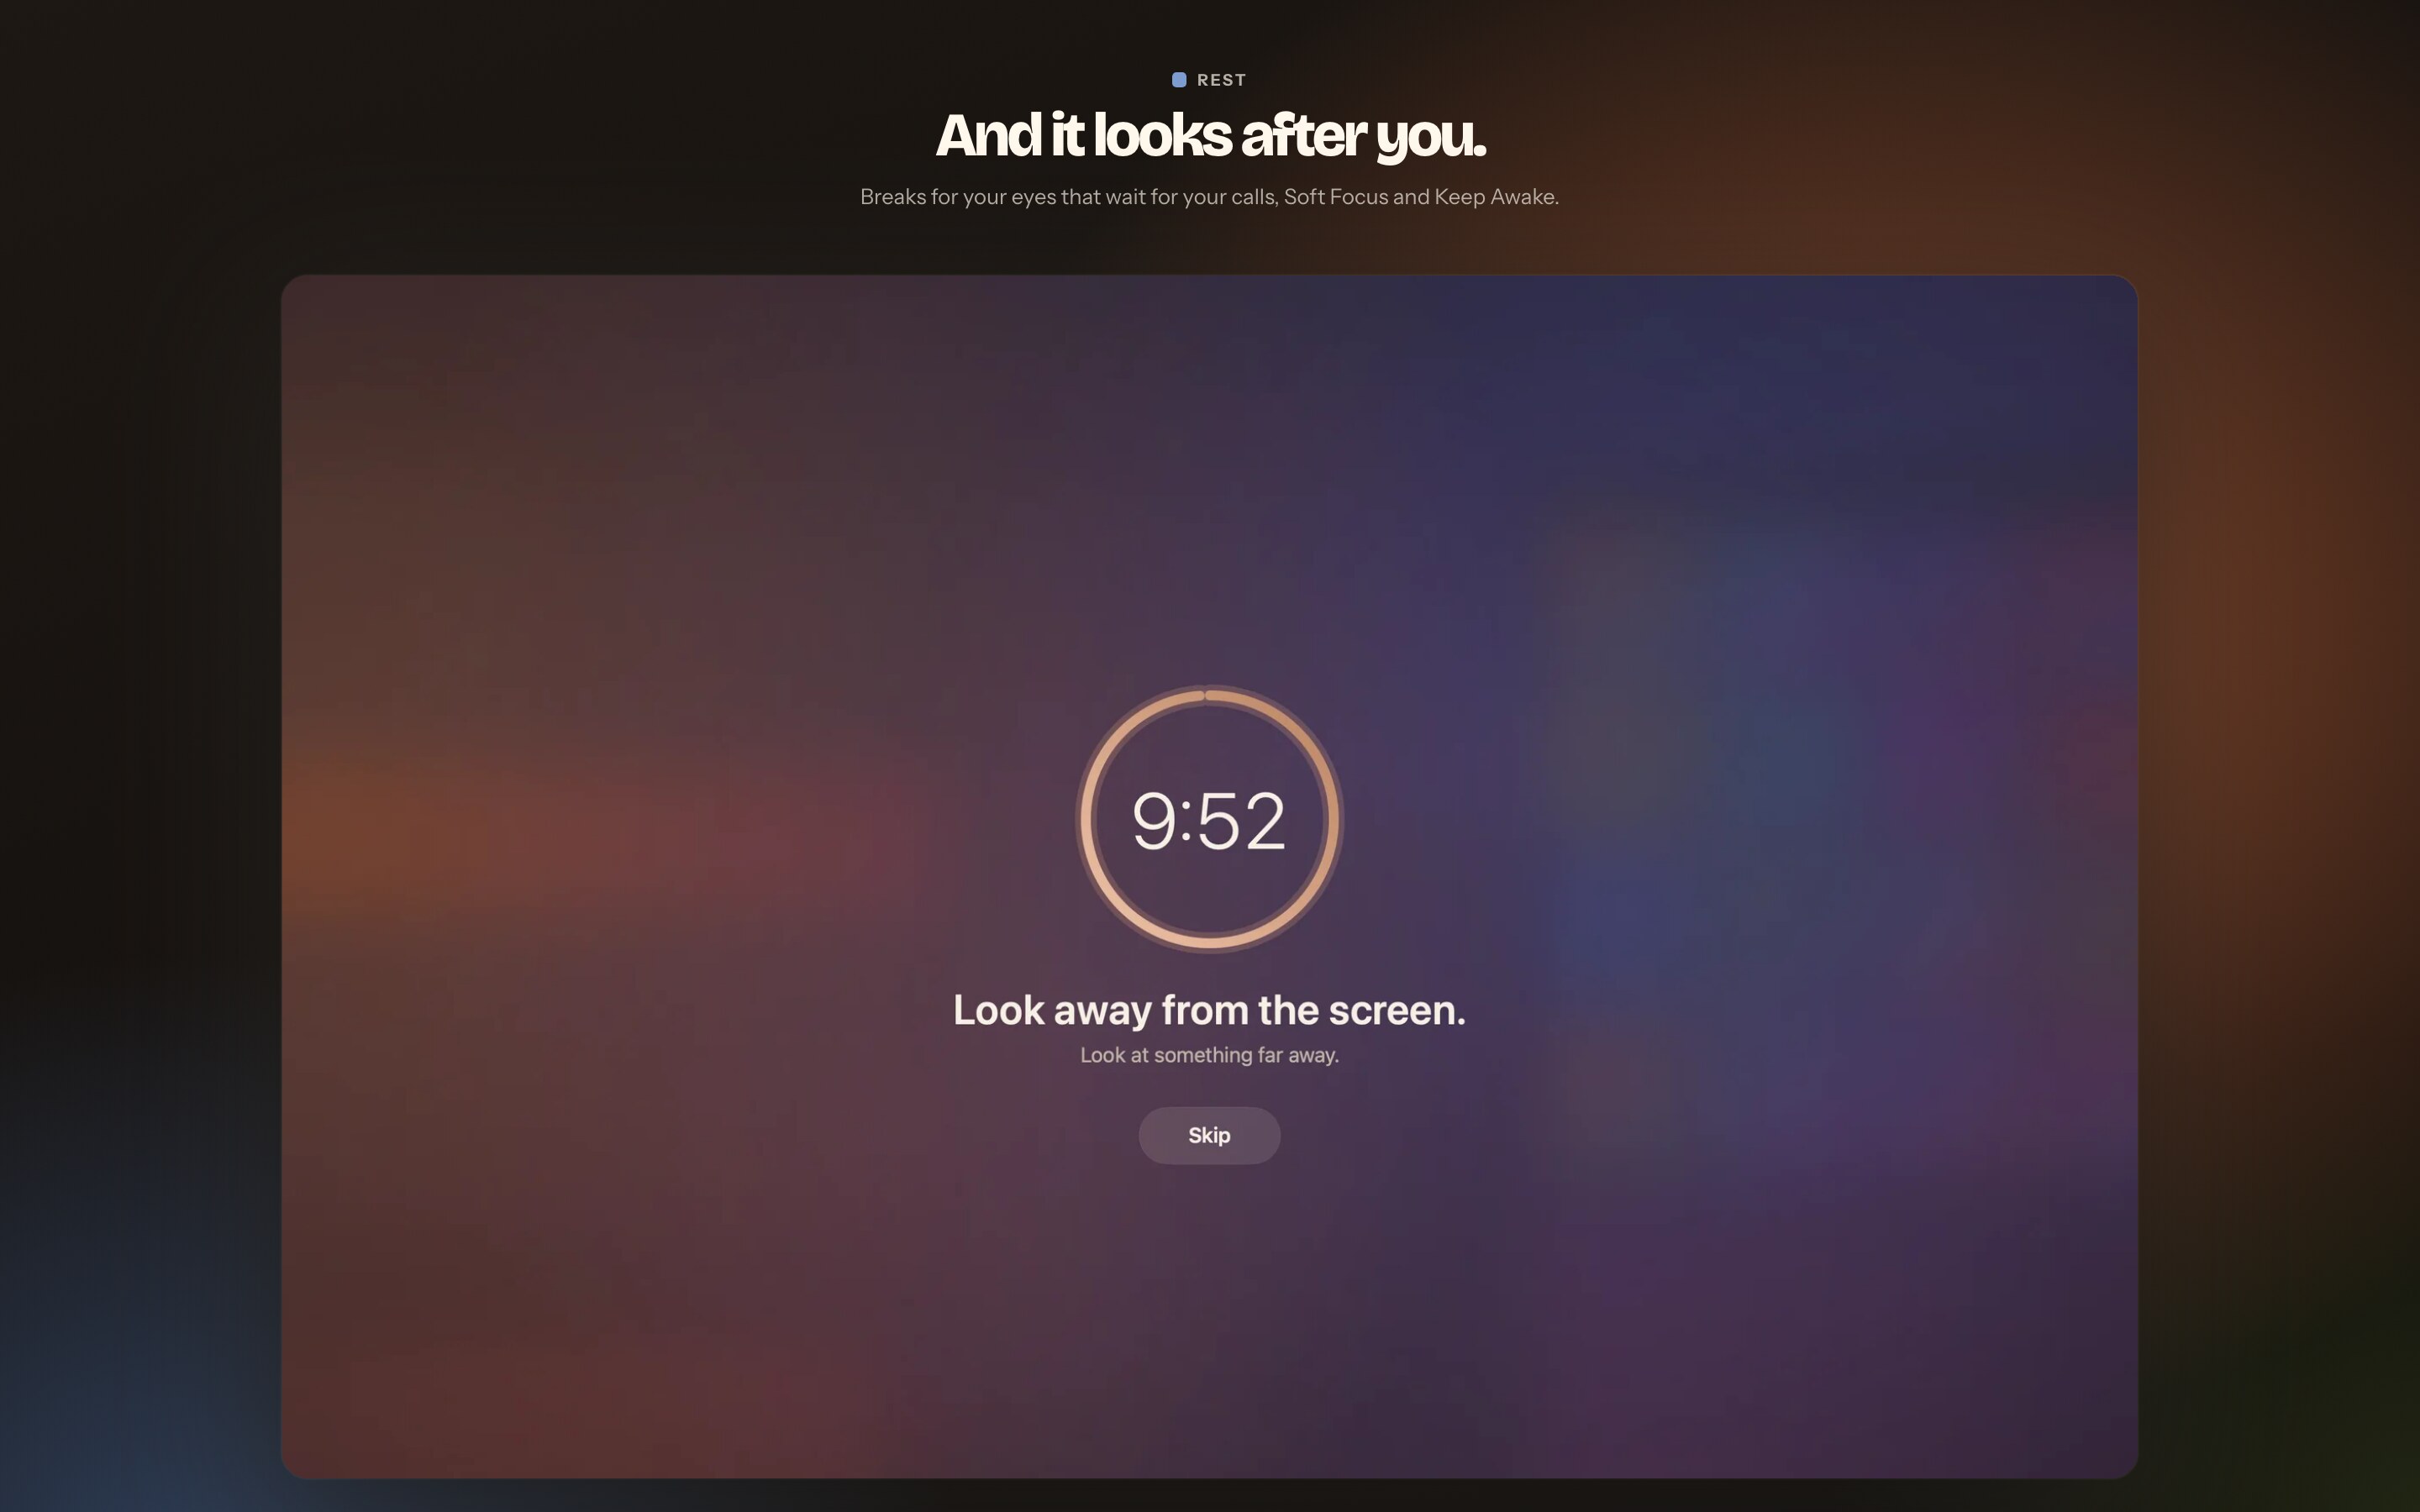 REST
And it looks after you.
Breaks for your eyes that wait for your calls, Soft Focus and Keep Awake.
9:52
Look away from the screen.
Look at something far away.
Skip